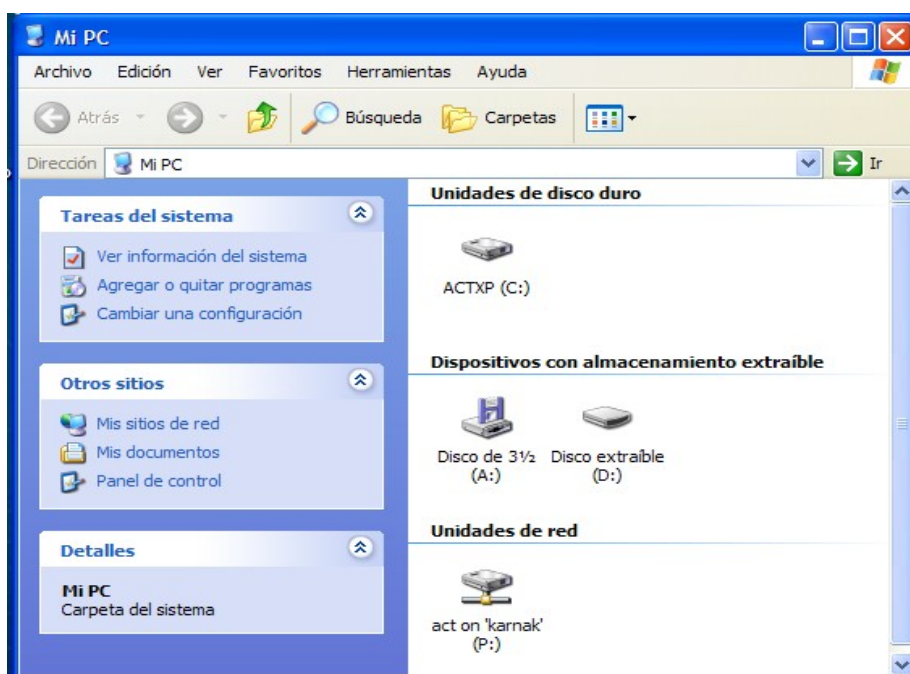 Mi PC
Archivo Edición Ver Favoritos Herramientas Ayuda
Atrás Búsqueda Carpetas
Dirección Mi PC Ir
Tareas del sistema
Ver información del sistema
Agregar o quitar programas
Cambiar una configuración
Otros sitios
Mis sitios de red
Mis documentos
Panel de control
Detalles
Mi PC
Carpeta del sistema
Unidades de disco duro
ACTXP (C:)
Dispositivos con almacenamiento extraíble
Disco de 3½ (A:)
Disco extraíble (D:)
Unidades de red
act on 'karnak'
(P:)